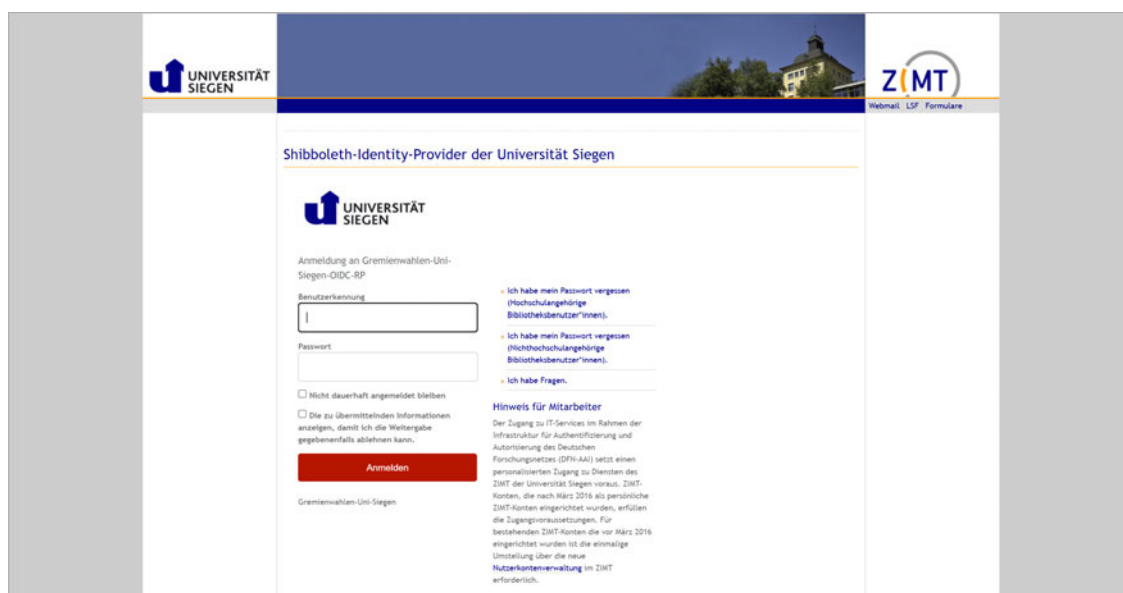 UNIVERSITÄT
SIEGEN
Z(MT)
Webmail LSF Formulare
Shibboleth-Identity-Provider der Universität Siegen
UNIVERSITÄT
SIEGEN
Anmeldung an Gremienwahlen-Uni-
Siegen-OIDC-RP
Benutzerkennung
Passwort
Nicht dauerhaft angemeldet bleiben
Die zu übermittelnden Informationen
anzeigen, damit ich die Weitergabe
gegebenenfalls ablehnen kann.
Anmelden
Gremienwahlen-Uni-Siegen
» Ich habe mein Passwort vergessen
(Hochschulangehörige
Bibliotheksbenutzer*innen).
» Ich habe mein Passwort vergessen
(Nichthochschulangehörige
Bibliotheksbenutzer*innen).
» Ich habe Fragen.
Hinweis für Mitarbeiter
Der Zugang zu IT-Services im Rahmen der
Infrastruktur für Authentifizierung und
Autorisierung des Deutschen
Forschungsnetzes (DFN-AAI) setzt einen
personalisierten Zugang zu Diensten des
ZIMT der Universität Siegen voraus. ZIMT-
Konten, die nach März 2016 als persönliche
ZIMT-Konten eingerichtet wurden, erfüllen
die Zugangsvoraussetzungen. Für
bestehenden ZIMT-Konten die vor März 2016
eingerichtet wurden ist die einmalige
Umstellung über die neue
Nutzerkontenverwaltung im ZIMT
erforderlich.